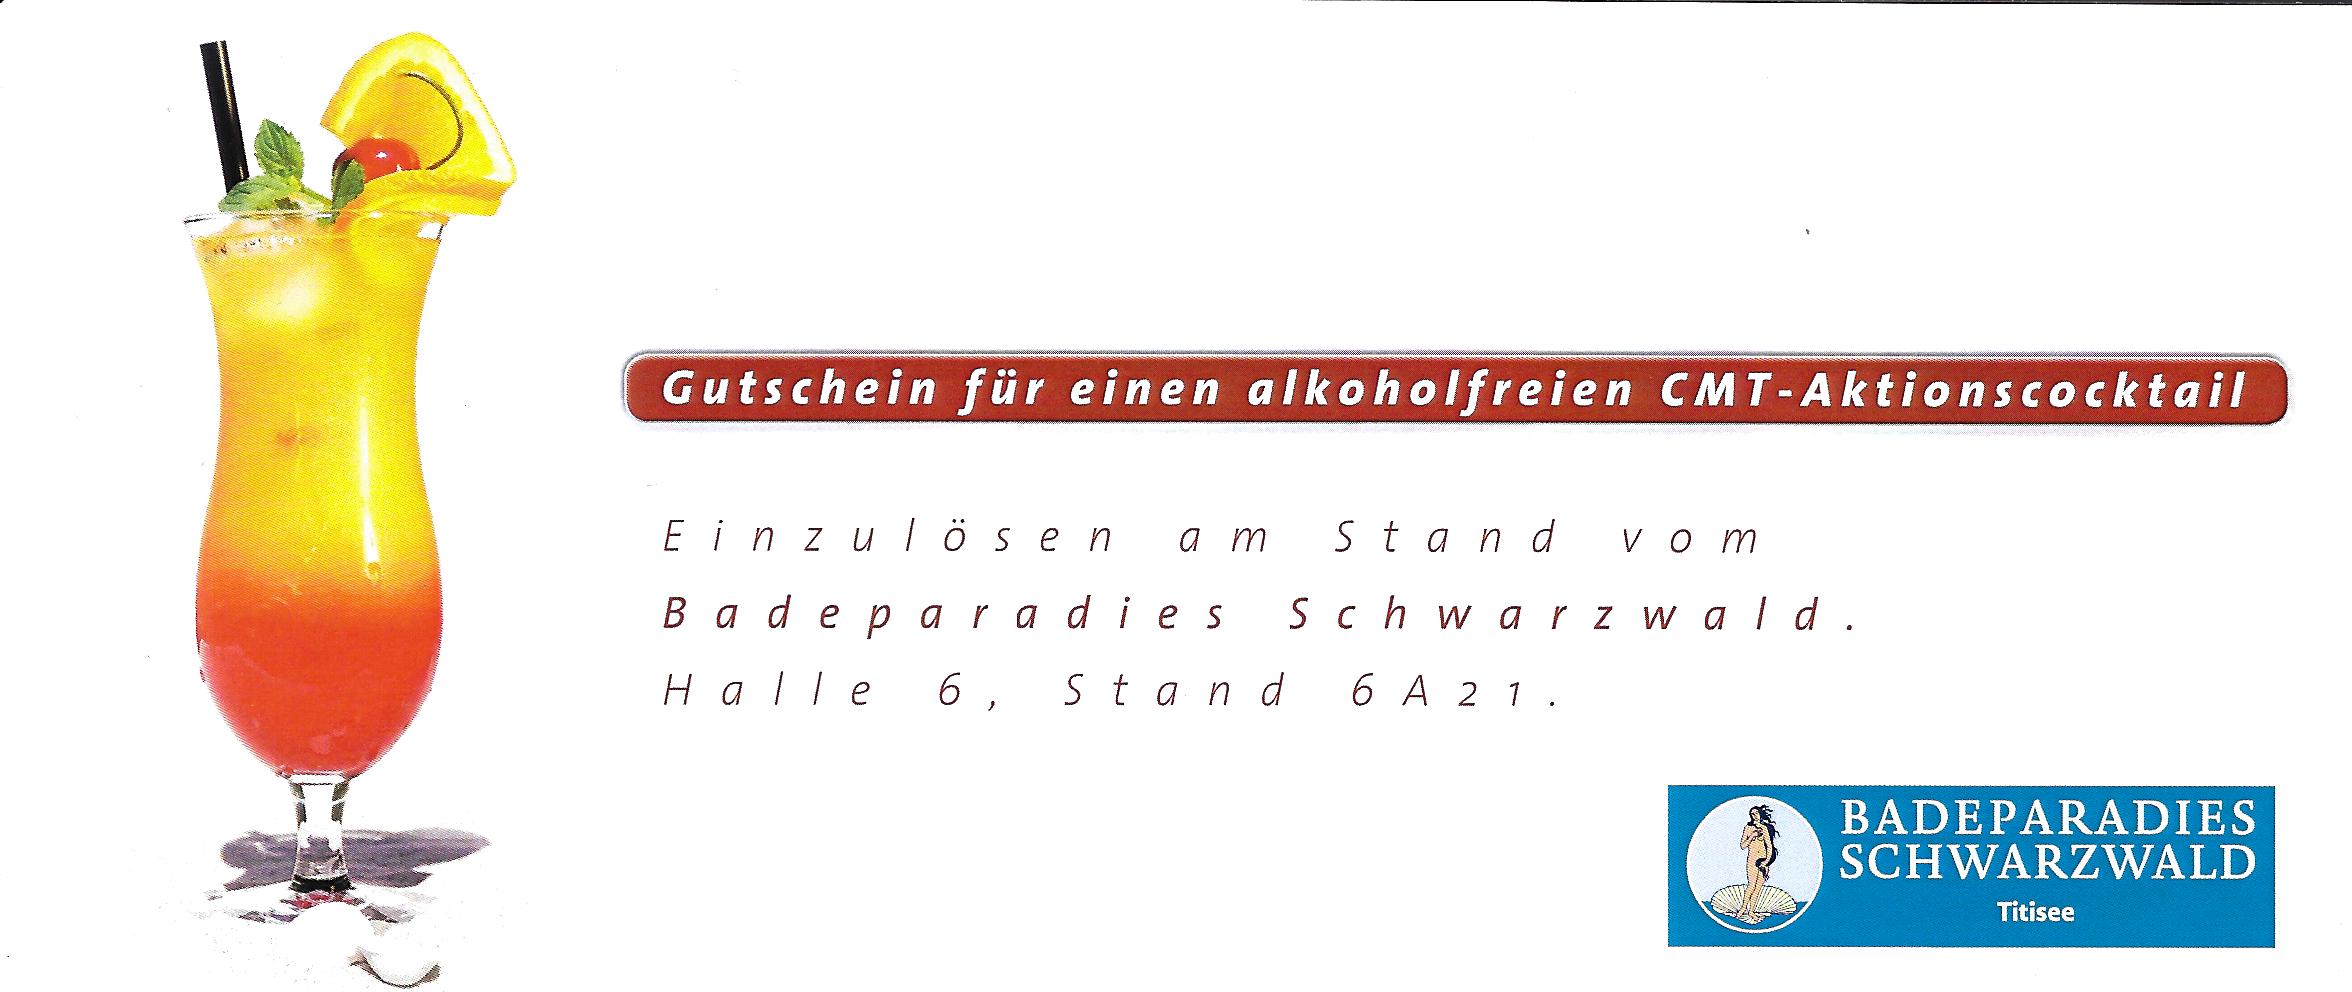 Gutschein für einen alkoholfreien CMT-Aktionscocktail
Einzulösen am Stand vom
Badeparadies Schwarzwald.
Halle 6, Stand 6A21.
BADEPARADIES
SCHWARZWALD
Titisee